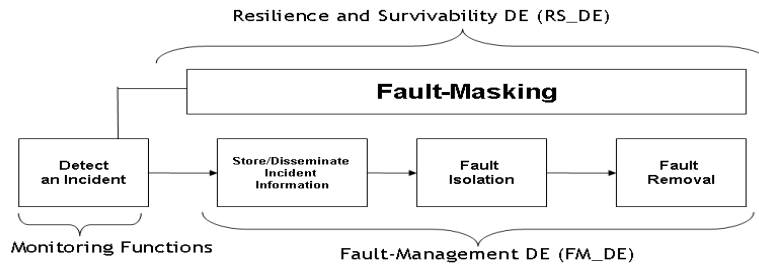 Resilience and Survivability DE (RS_DE)
Fault-Masking
Detect
an Incident
Store/Disseminate
Incident
Information
Fault
Isolation
Fault
Removal
Monitoring Functions
Fault-Management DE (FM_DE)